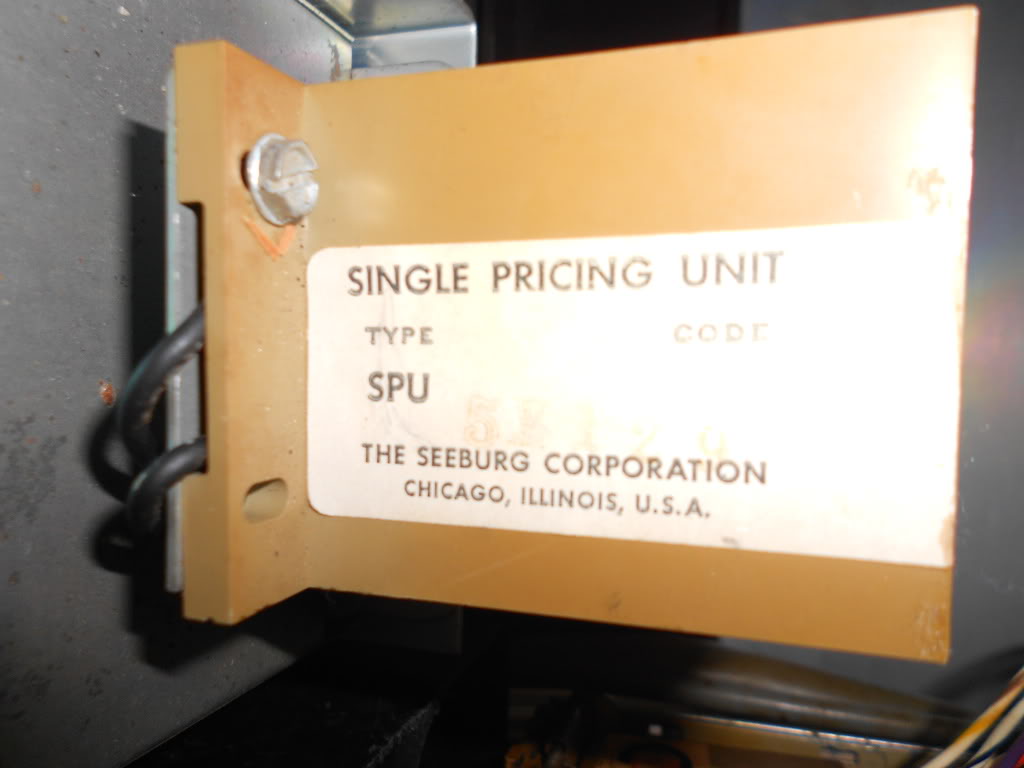 SINGLE PRICING UNIT
TYPE CODE
SPU
THE SEEBURG CORPORATION
CHICAGO, ILLINOIS, U.S.A.